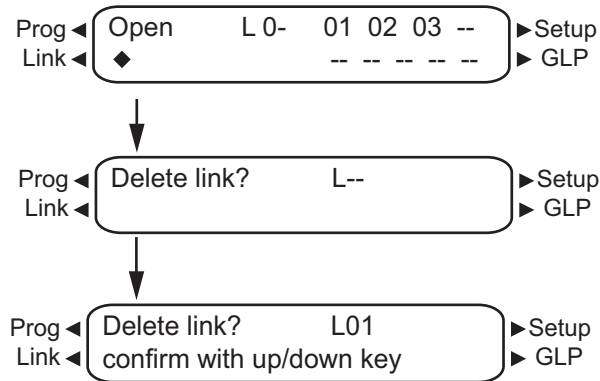 Prog ◄ Open L 0- 01 02 03 -- ►Setup
Link ◄ ◆ -- -- -- -- -- ► GLP
Prog ◄ Delete link? L-- ►Setup
Link ◄ ► GLP
Prog ◄ Delete link? L01 ►Setup
Link ◄ confirm with up/down key ► GLP